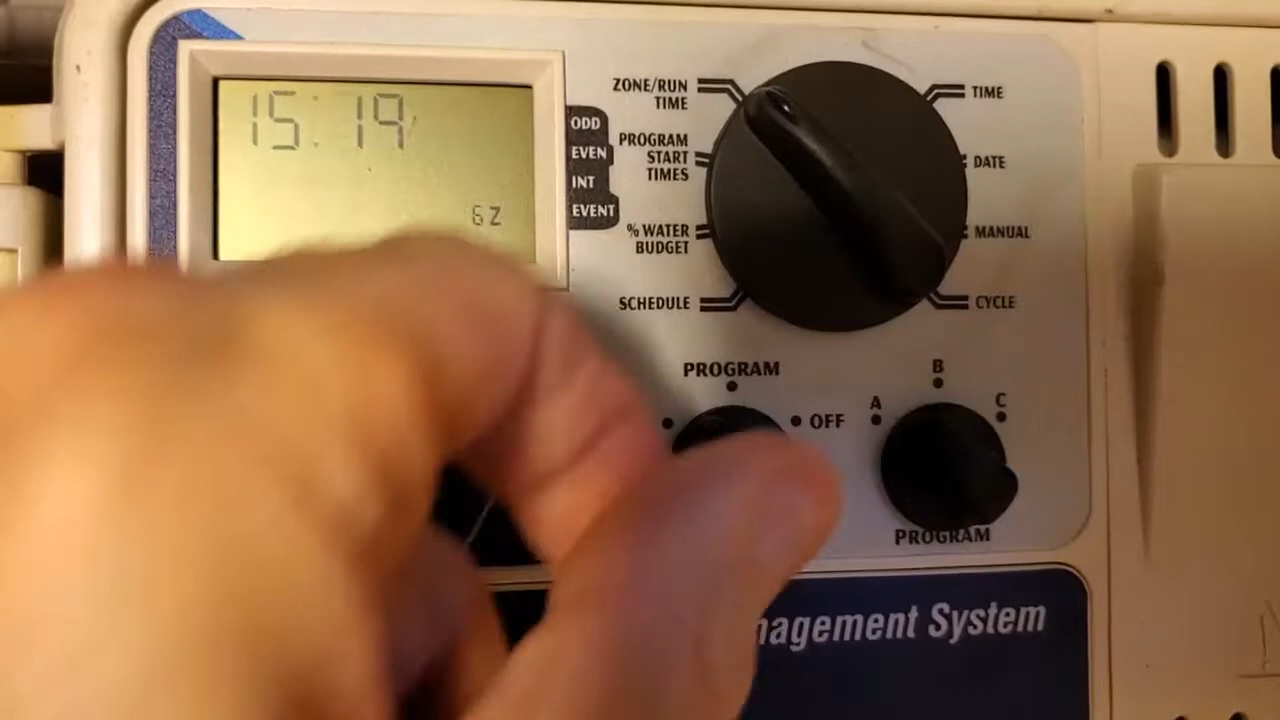 15:19
6Z
ODD
EVEN
INT
EVENT
ZONE/RUN
TIME
PROGRAM
START
TIMES
% WATER
BUDGET
SCHEDULE
TIME
DATE
MANUAL
CYCLE
PROGRAM
OFF
A
B
C
PROGRAM
System